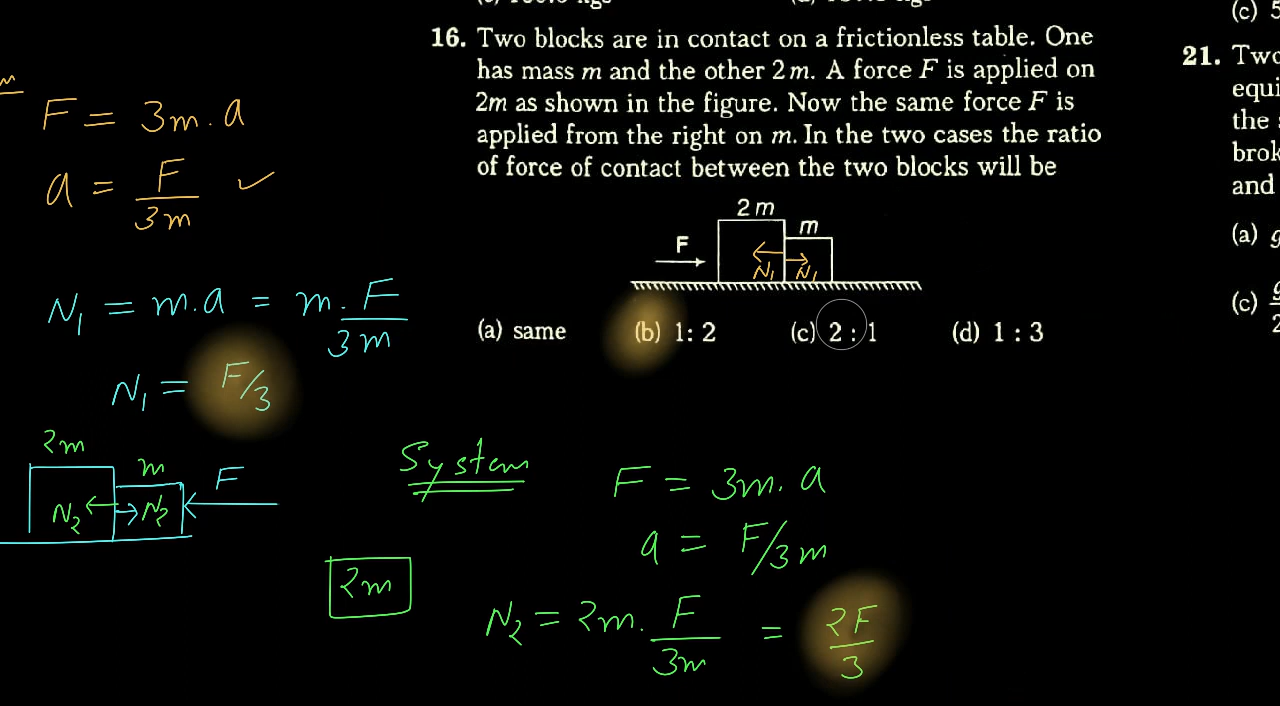 16. Two blocks are in contact on a frictionless table. One
has mass m and the other 2m. A force F is applied on
2m as shown in the figure. Now the same force F is
applied from the right on m. In the two cases the ratio
of force of contact between the two blocks will be
2 m
m
F
N₁ N₁
(a) same (b) 1: 2 (c) 2 : 1 (d) 1 : 3
F = 3m. a
a = F/3m
N₁ = m.a = m. F/3m
N₁ = F/3
2m
m
F
N₂ N₂
System
F = 3m. a
a = F/3m
2m
N₂ = 2m. F/3m = 2F/3
(c) 5
21. Two
equi
the
brok
and
(a) g
(c) g
2